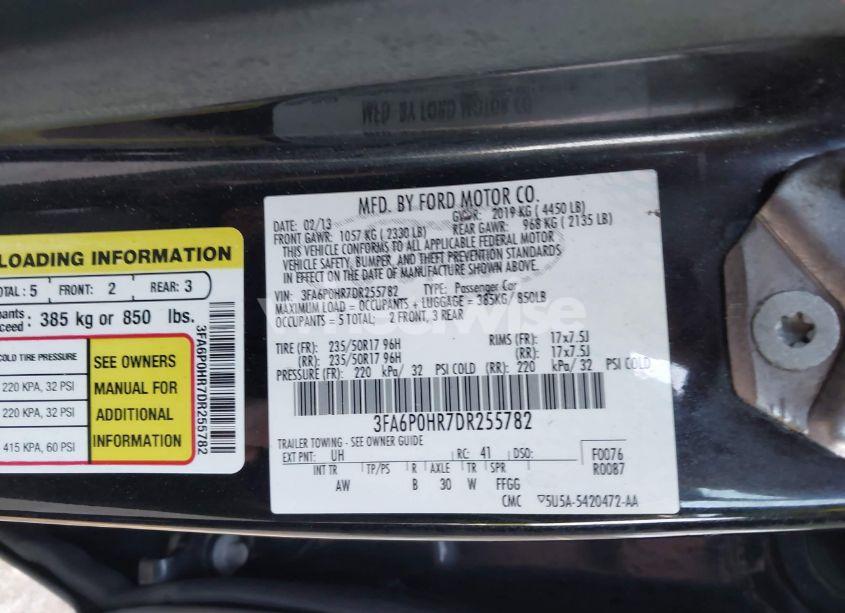 MFD. BY FORD MOTOR CO.
DATE: 02/13 GVWR: 2019 KG ( 4450 LB)
FRONT GAWR: 1057 KG ( 2330 LB) REAR GAWR: 968 KG ( 2135 LB)
THIS VEHICLE CONFORMS TO ALL APPLICABLE FEDERAL MOTOR
VEHICLE SAFETY, BUMPER, AND THEFT PREVENTION STANDARDS
IN EFFECT ON THE DATE OF MANUFACTURE SHOWN ABOVE.
VIN: 3FA6P0HR7DR255782 TYPE: Passenger Car
MAXIMUM LOAD = OCCUPANTS + LUGGAGE = 385KG/850LB
OCCUPANTS = 5 TOTAL; 2 FRONT, 3 REAR
TIRE (FR): 235/50R17 96H RIMS (FR): 17x7.5J
(RR): 235/50R17 96H (RR): 17x7.5J
PRESSURE (FR): 220 kPa/ 32 PSI COLD (RR): 220 kPa/ 32 PSI COLD
3FA6P0HR7DR255782
TRAILER TOWING - SEE OWNER GUIDE
EXT PNT: UH RC: 41 DSO: F0076
R0087
INT TR TP/PS R AXLE TR SPR
AW B 30 W FFGG
CMC 5U5A-5420472-AA
LOADING INFORMATION
TOTAL: 5 FRONT: 2 REAR: 3
385 kg or 850 lbs.
COLD TIRE PRESSURE
220 KPA, 32 PSI
220 KPA, 32 PSI
415 KPA, 60 PSI
SEE OWNERS
MANUAL FOR
ADDITIONAL
INFORMATION
3FA6P0HR7DR255782